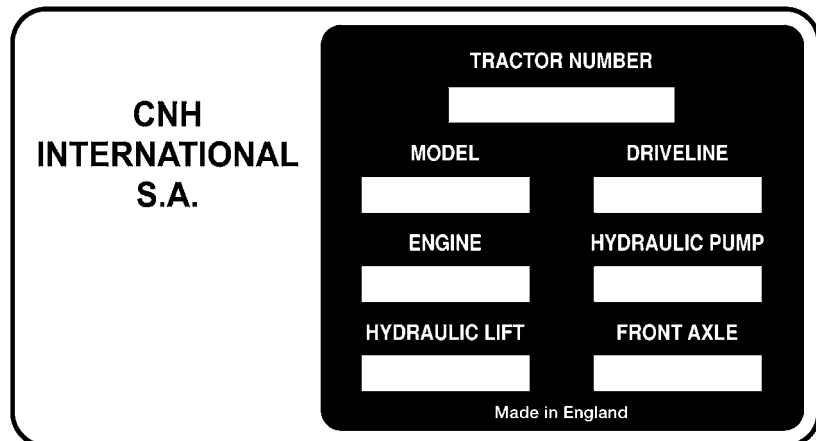 CNH
INTERNATIONAL
S.A.
TRACTOR NUMBER
MODEL
DRIVELINE
ENGINE
HYDRAULIC PUMP
HYDRAULIC LIFT
FRONT AXLE
Made in England